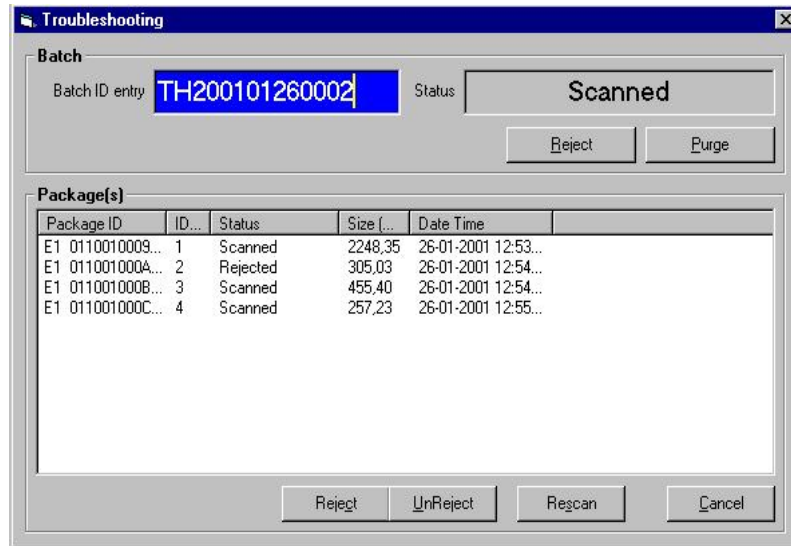 Troubleshooting
Batch
Batch ID entry TH200101260002 Status Scanned
Reject Purge
Package(s)
Package ID ID... Status Size (... Date Time
E1 0110010009... 1 Scanned 2248,35 26-01-2001 12:53...
E1 011001000A... 2 Rejected 305,03 26-01-2001 12:54...
E1 011001000B... 3 Scanned 455,40 26-01-2001 12:54...
E1 011001000C... 4 Scanned 257,23 26-01-2001 12:55...
Reject UnReject Rescan Cancel